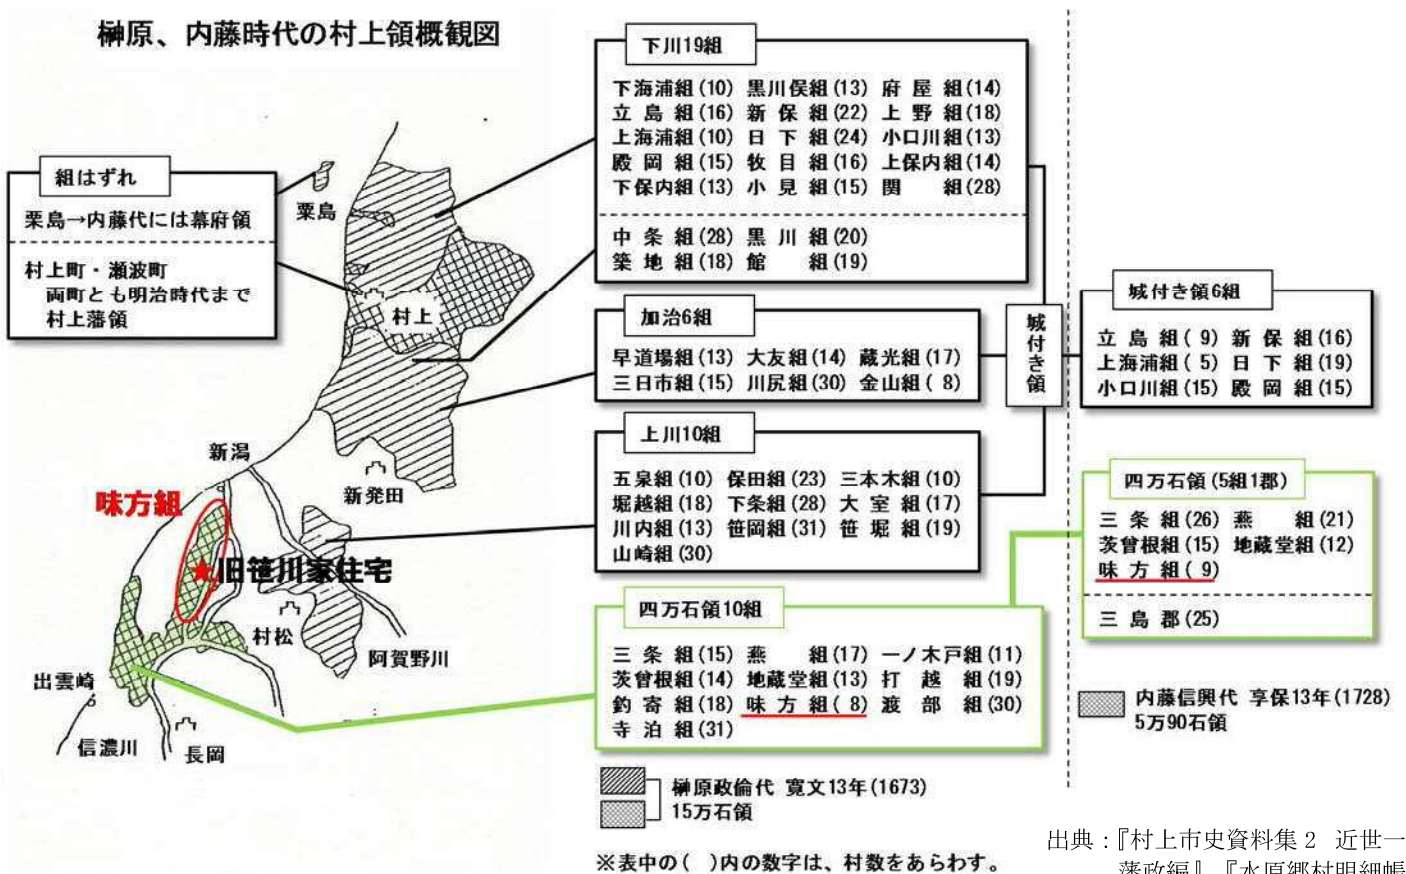 榊原、内藤時代の村上領概観図
組はずれ
粟島→内藤代には幕府領
村上町・瀬波町
両町とも明治時代まで
村上藩領
粟島
村上
新潟
新発田
味方組
★旧笹川家住宅
村松
阿賀野川
出雲崎
信濃川
長岡
下川19組
下海浦組(10) 黒川俣組(13) 府屋組(14)
立島組(16) 新保組(22) 上野組(18)
上海浦組(10) 日下組(24) 小口川組(13)
殿岡組(15) 牧目組(16) 上保内組(14)
下保内組(13) 小見組(15) 関組(28)
中条組(28) 黒川組(20)
築地組(18) 館組(19)
加治6組
早道場組(13) 大友組(14) 蔵光組(17)
三日市組(15) 川尻組(30) 金山組( 8)
上川10組
五泉組(10) 保田組(23) 三本木組(10)
堀越組(18) 下条組(28) 大室組(17)
川内組(13) 笹岡組(31) 笹堀組(19)
山崎組(30)
四万石領10組
三条組(15) 燕組(17) 一ノ木戸組(11)
茨曾根組(14) 地蔵堂組(13) 打越組(19)
釣寄組(18) 味方組( 8) 渡部組(30)
寺泊組(31)
城付き領
城付き領6組
立島組( 9) 新保組(16)
上海浦組( 5) 日下組(19)
小口川組(15) 殿岡組(15)
四万石領(5組1郡)
三条組(26) 燕組(21)
茨曾根組(15) 地蔵堂組(12)
味方組( 9)
三島郡(25)
内藤信興代 享保13年(1728)
5万90石領
榊原政倫代 寛文13年(1673)
15万石領
※表中の( )内の数字は、村数をあらわす。
出典:『村上市史資料集2 近世一
藩政編』、『水原郷村明細帳